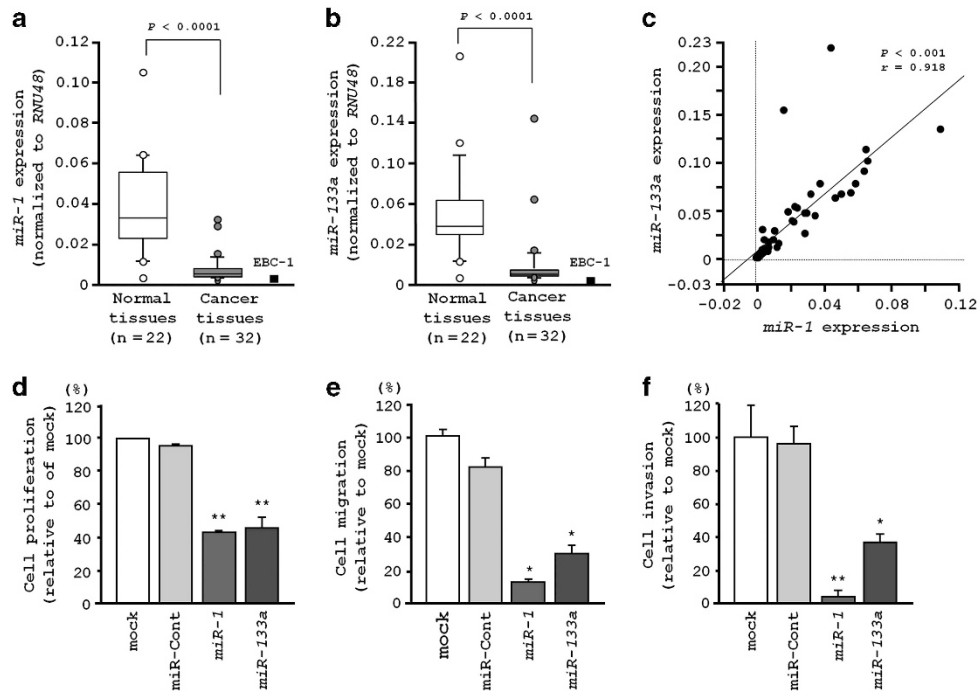 a
P < 0.0001
miR-1 expression
(normalized to RNU48)
0.12
0.10
0.08
0.06
0.04
0.02
0
EBC-1
Normal
tissues
(n=22)
Cancer
tissues
(n=32)
b
P < 0.0001
miR-133a expression
(normalized to RNU48)
0.22
0.20
0.16
0.12
0.08
0.04
0
EBC-1
Normal
tissues
(n=22)
Cancer
tissues
(n=32)
c
P < 0.001
r = 0.918
miR-133a expression
0.23
0.20
0.15
0.10
0.05
0
-0.03
-0.02
0
0.04
0.08
0.12
miR-1 expression
d
(%)
Cell proliferation
(relative to of mock)
120
100
80
60
40
20
0
**
**
mock
miR-Cont
miR-1
miR-133a
e
(%)
Cell migration
(relative to mock)
120
100
80
60
40
20
0
*
*
mock
miR-Cont
miR-1
miR-133a
f
(%)
Cell invasion
(relative to mock)
120
100
80
60
40
20
0
**
*
mock
miR-Cont
miR-1
miR-133a